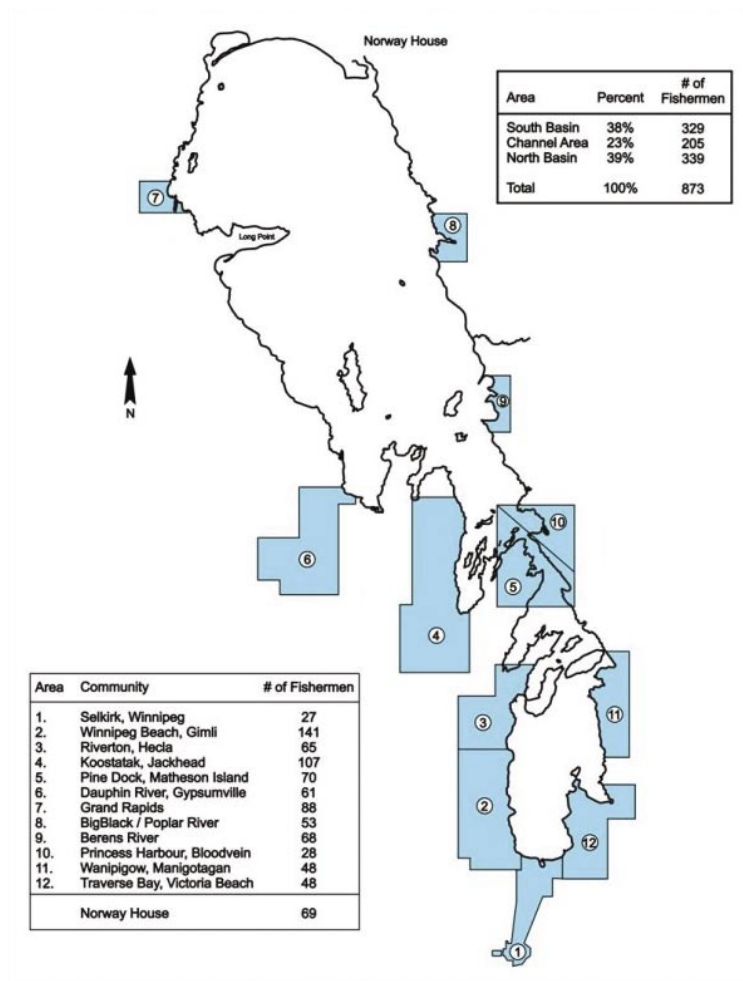 Norway House
# of
Area Percent Fishermen
South Basin 38% 329
Channel Area 23% 205
North Basin 39% 339
Total 100% 873
7
8
Long Point
N
9
10
6
5
4
Area Community # of Fishermen
1. Selkirk, Winnipeg 27
2. Winnipeg Beach, Gimli 141
3. Riverton, Hecla 65
4. Koostatak, Jackhead 107
5. Pine Dock, Matheson Island 70
6. Dauphin River, Gypsumville 61
7. Grand Rapids 88
8. BigBlack / Poplar River 53
9. Berens River 68
10. Princess Harbour, Bloodvein 28
11. Wanipigow, Manigotagan 48
12. Traverse Bay, Victoria Beach 48
Norway House 69
3
11
2
12
1